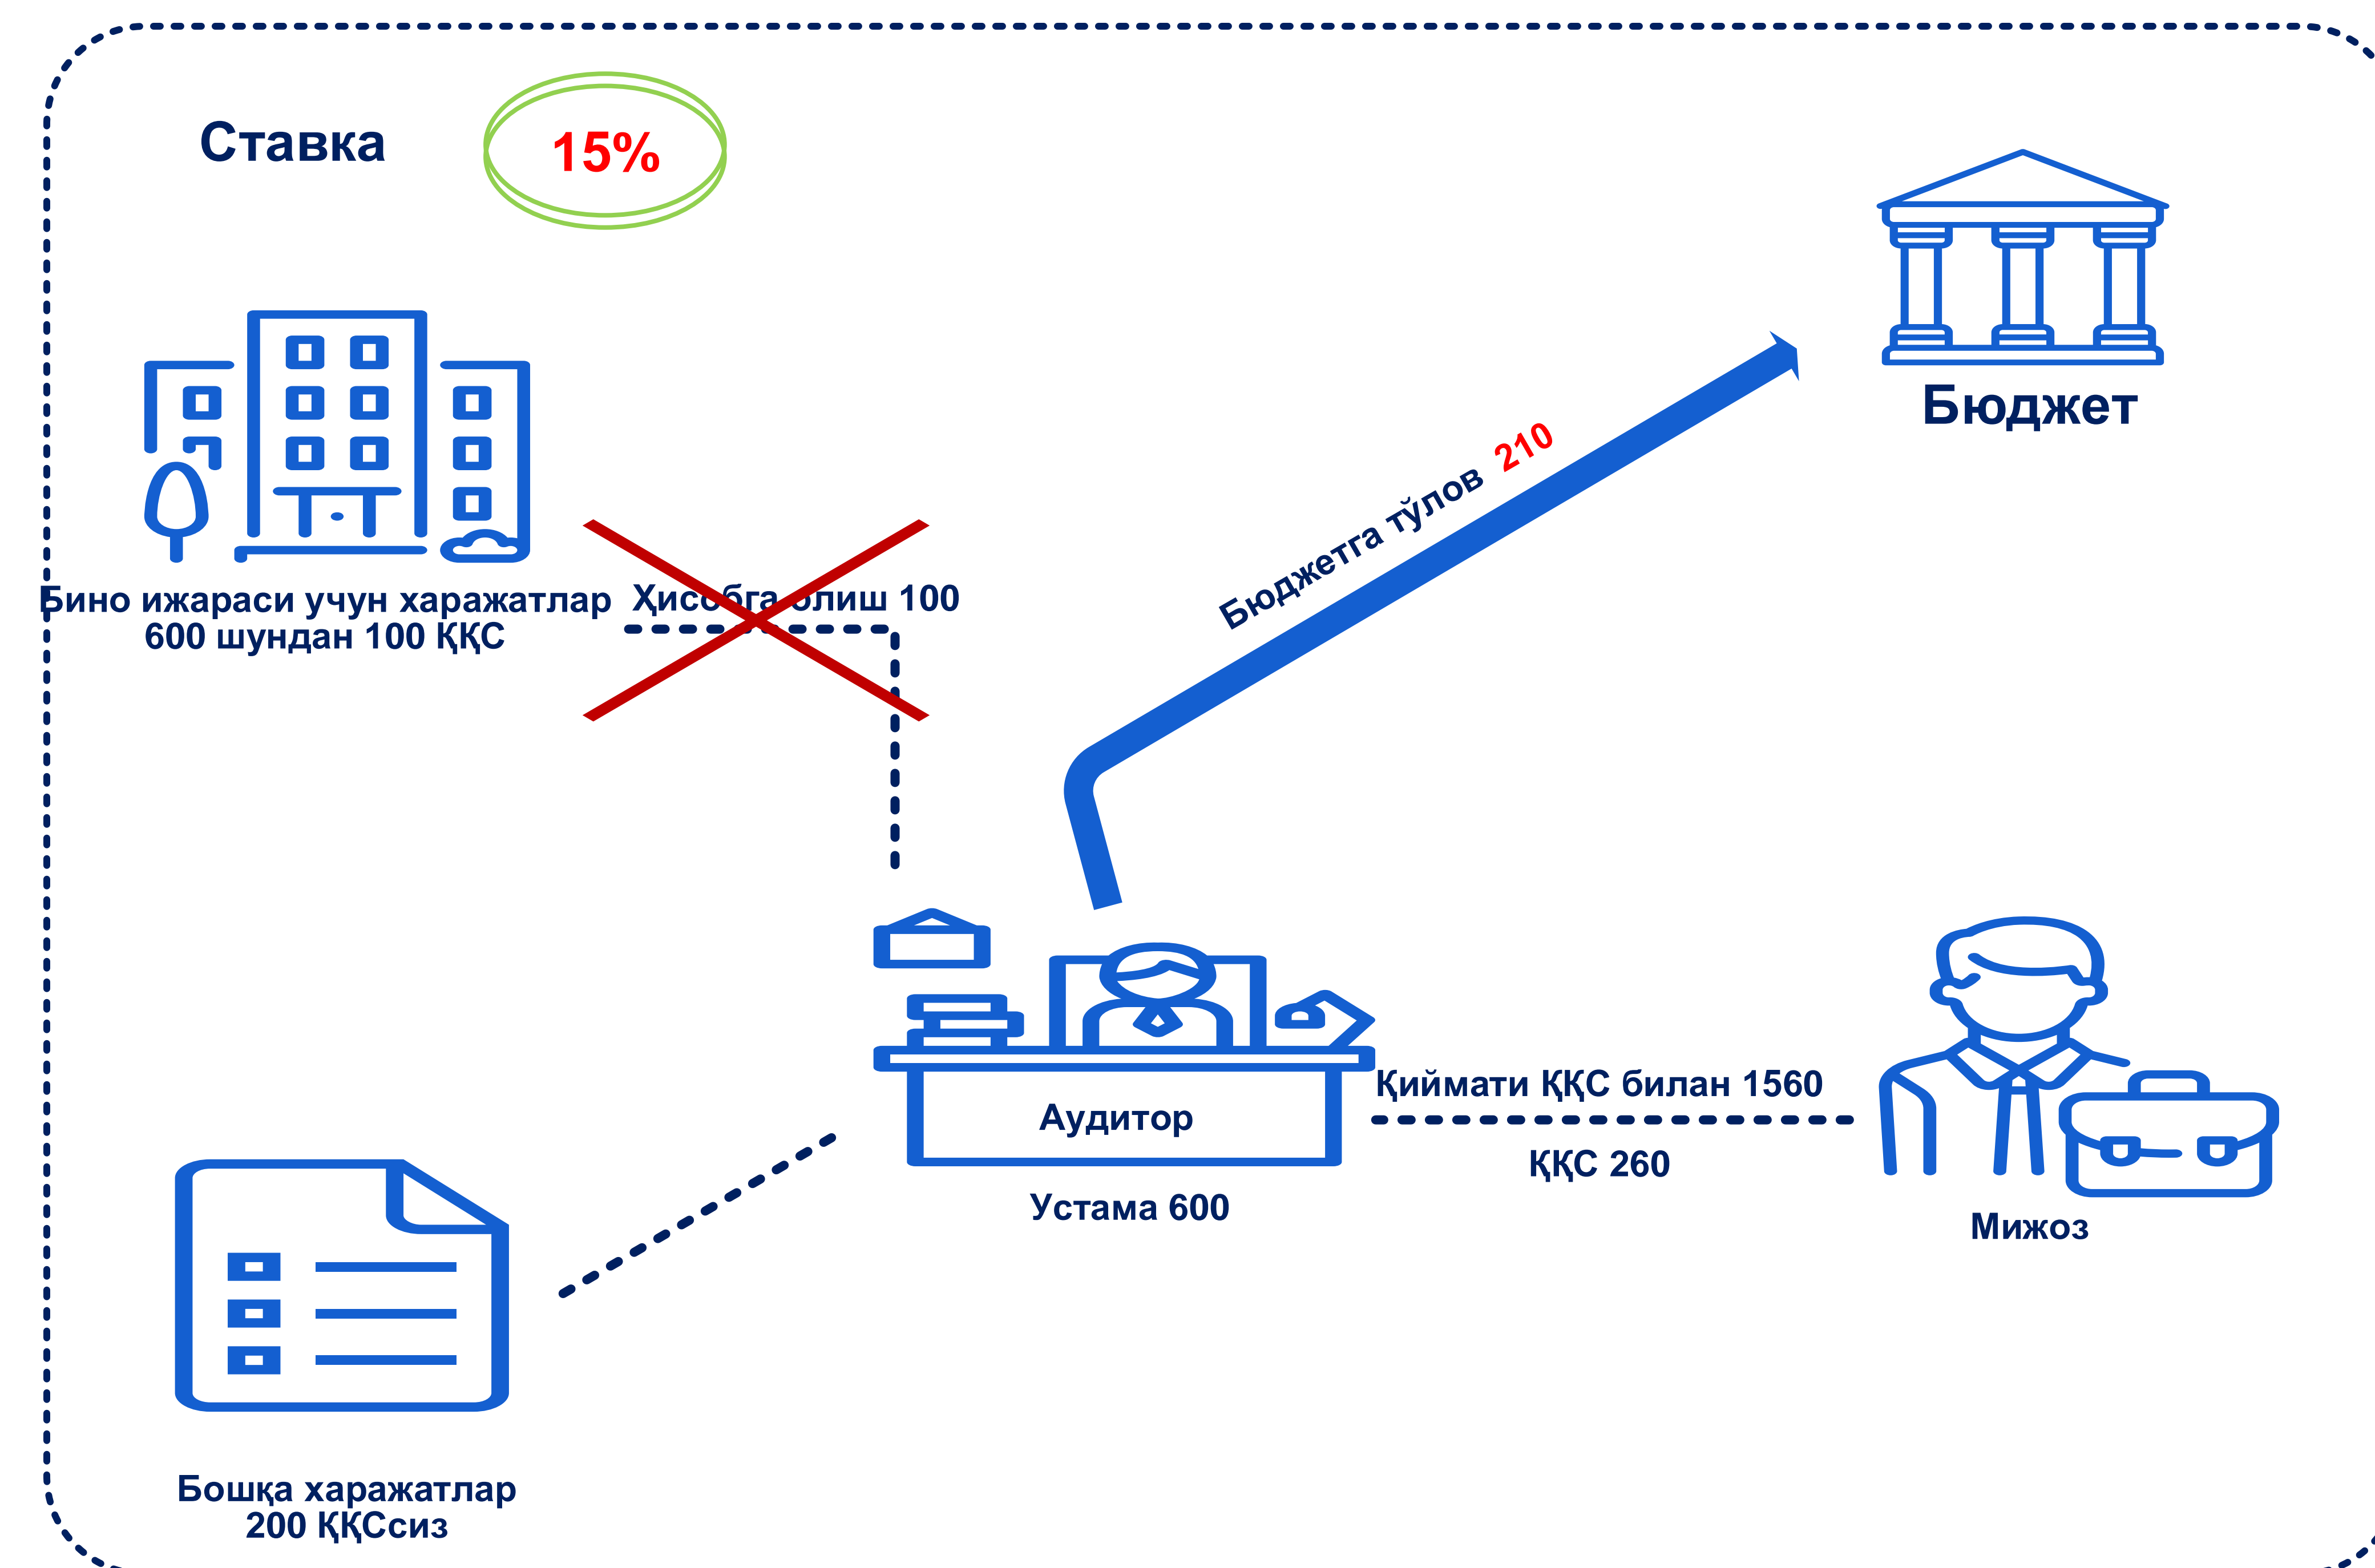 Ставка
15%
Бюджет
Бюджетга тўлов 210
Бино ижараси учун харажатлар
600 шундан 100 ҚҚС
Ҳисобга олиш 100
Қиймати ҚҚС билан 1560
ҚҚС 260
Аудитор
Устама 600
Мижоз
Бошқа харажатлар
200 ҚҚСсиз